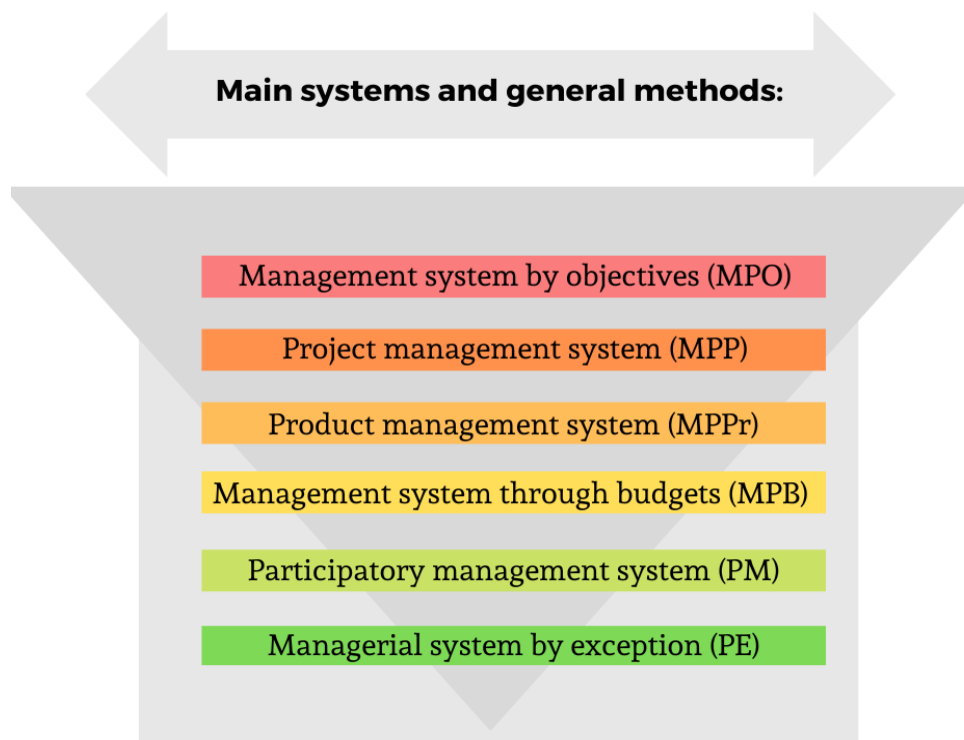 Main systems and general methods:
Management system by objectives (MPO)
Project management system (MPP)
Product management system (MPPr)
Management system through budgets (MPB)
Participatory management system (PM)
Managerial system by exception (PE)